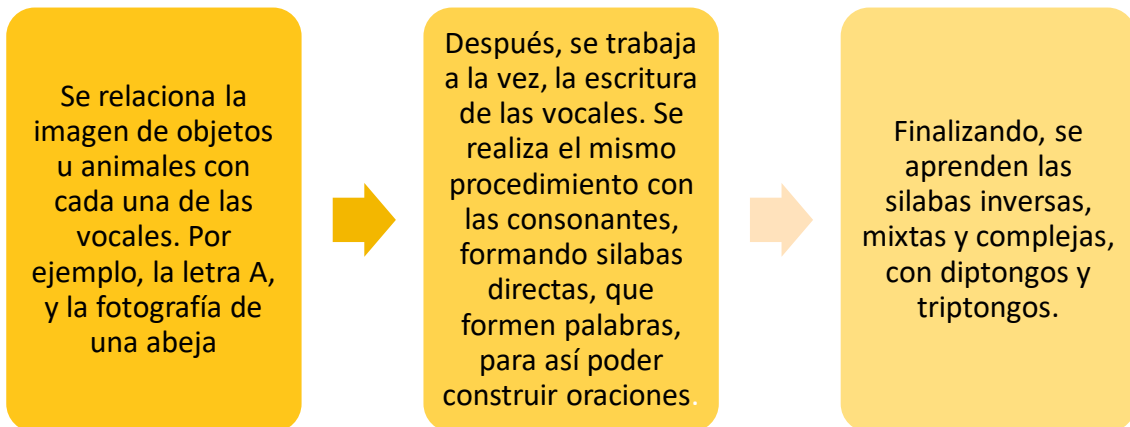 Se relaciona la
imagen de objetos
u animales con
cada una de las
vocales. Por
ejemplo, la letra A,
y la fotografía de
una abeja
Después, se trabaja
a la vez, la escritura
de las vocales. Se
realiza el mismo
procedimiento con
las consonantes,
formando silabas
directas, que
formen palabras,
para así poder
construir oraciones.
Finalizando, se
aprenden las
silabas inversas,
mixtas y complejas,
con diptongos y
triptongos.